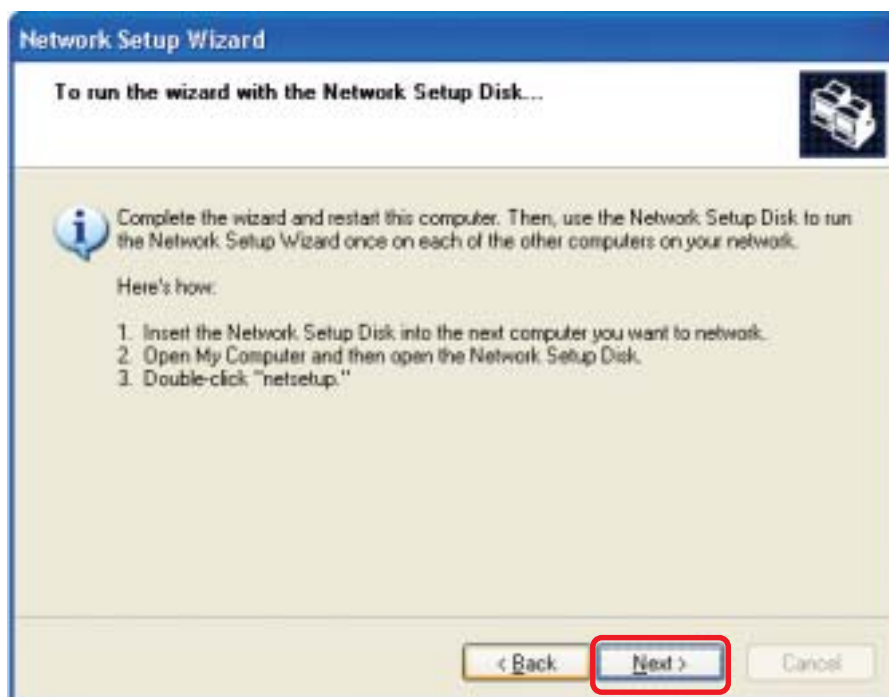 Network Setup Wizard
To run the wizard with the Network Setup Disk...
Complete the wizard and restart this computer. Then, use the Network Setup Disk to run
the Network Setup Wizard once on each of the other computers on your network.
Here's how:
1. Insert the Network Setup Disk into the next computer you want to network.
2. Open My Computer and then open the Network Setup Disk.
3. Double-click "netsetup."
< Back
Next >
Cancel